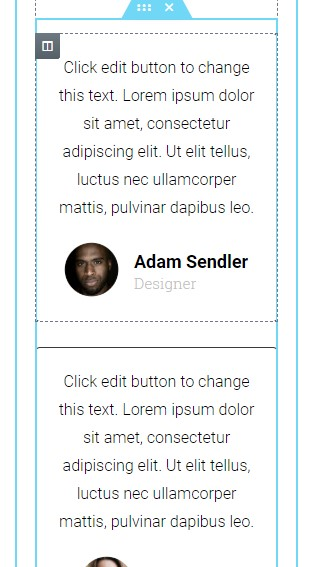 Click edit button to change
this text. Lorem ipsum dolor
sit amet, consectetur
adipiscing elit. Ut elit tellus,
luctus nec ullamcorper
mattis, pulvinar dapibus leo.
Adam Sendler
Designer
Click edit button to change
this text. Lorem ipsum dolor
sit amet, consectetur
adipiscing elit. Ut elit tellus,
luctus nec ullamcorper
mattis, pulvinar dapibus leo.